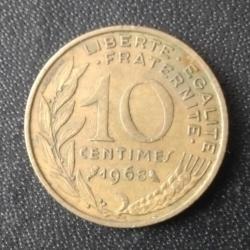 LIBERTE · EGALITE
· FRATERNITE ·
10
CENTIMES
1968